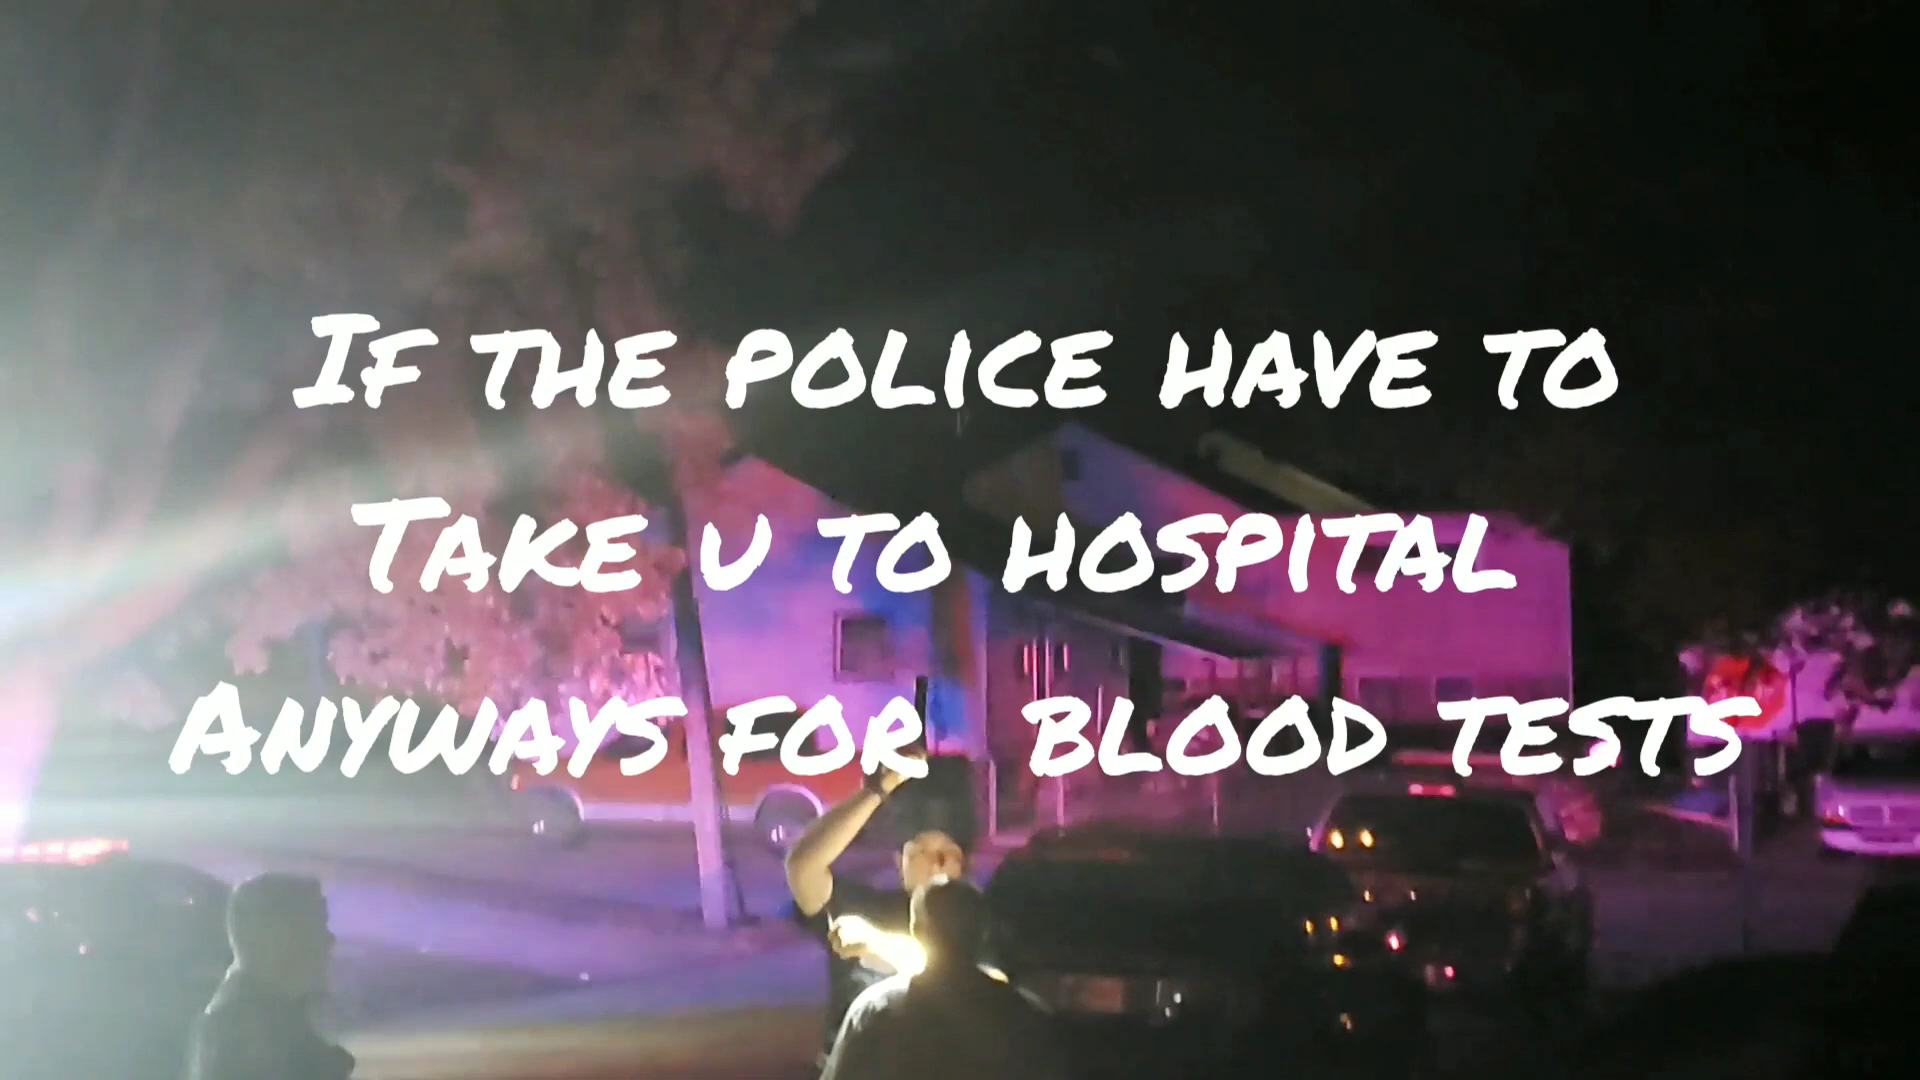 If the police have to
Take u to hospital
Anyways for  blood tests